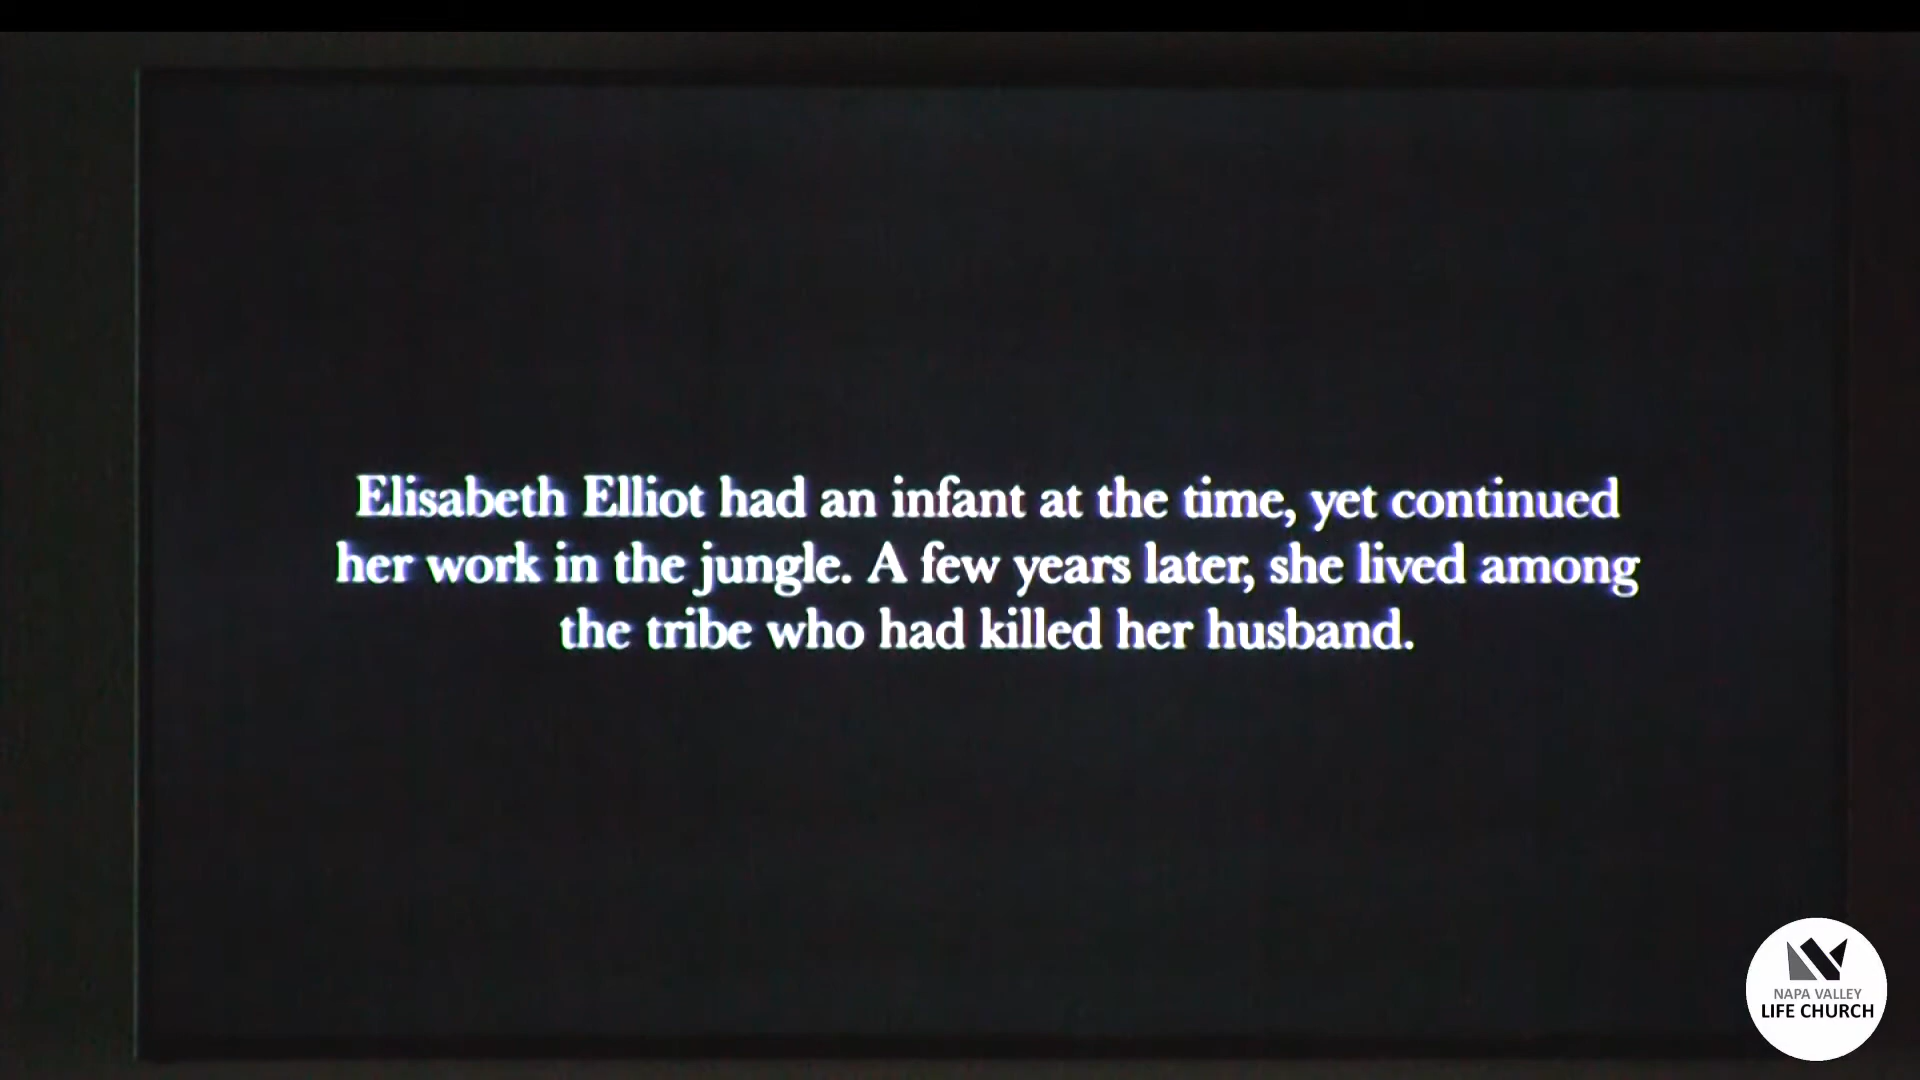 Elisabeth Elliot had an infant at the time, yet continued
her work in the jungle. A few years later, she lived among
the tribe who had killed her husband.
NAPA VALLEY
LIFE CHURCH